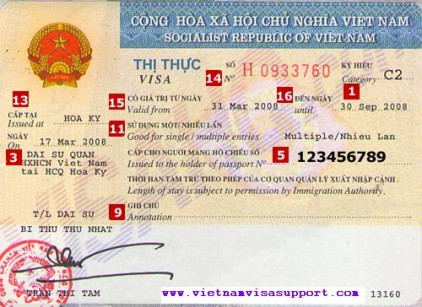 CỘNG HÒA XÃ HỘI CHỦ NGHĨA VIỆT NAM
SOCIALIST REPUBLIC OF VIET-NAM
THỊ THỰC
VISA
14 SỐ Nº H 0933760
KÝ HIỆU
Category C2
1
13
CẤP TẠI
Issued at HOA KY
15 CÓ GIÁ TRỊ TỪ NGÀY
Valid from 31 Mar 2008
16 ĐẾN NGÀY
until 30 Sep 2008
NGÀY
On 17 Mar 2008
11 SỬ DỤNG MỘT/NHIỀU LẦN
Good for single / multiple entries Multiple/Nhieu Lan
3 DAI SU QUAN
XHCN Viet Nam
tai HCQ Hoa Ky
CẤP CHO NGƯỜI MANG HỘ CHIẾU SỐ
Issued to the holder of passport Nº 5 123456789
THỜI HẠN TẠM TRÚ THEO PHÉP CỦA CƠ QUAN QUẢN LÝ XUẤT NHẬP CẢNH.
Length of stay is subject to permission by Immigration Authority.
9 GHI CHÚ
Annotation
T/L DAI SU
BI THU THU NHAT
TRAN THI TAM
www.vietnamvisasupport.com
13160